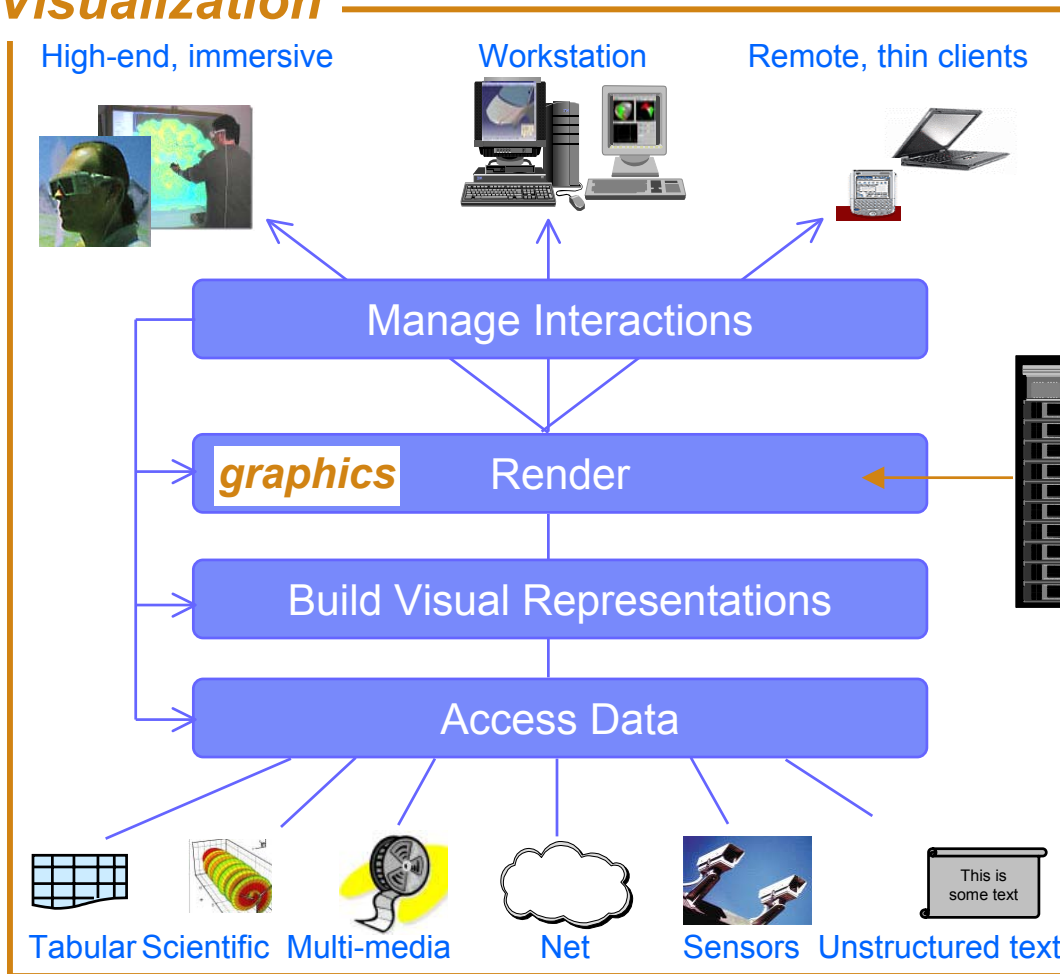 Visualization
High-end, immersive
Workstation
Remote, thin clients
Manage Interactions
graphics
Render
Build Visual Representations
Access Data
This is
some text
Tabular
Scientific
Multi-media
Net
Sensors
Unstructured text